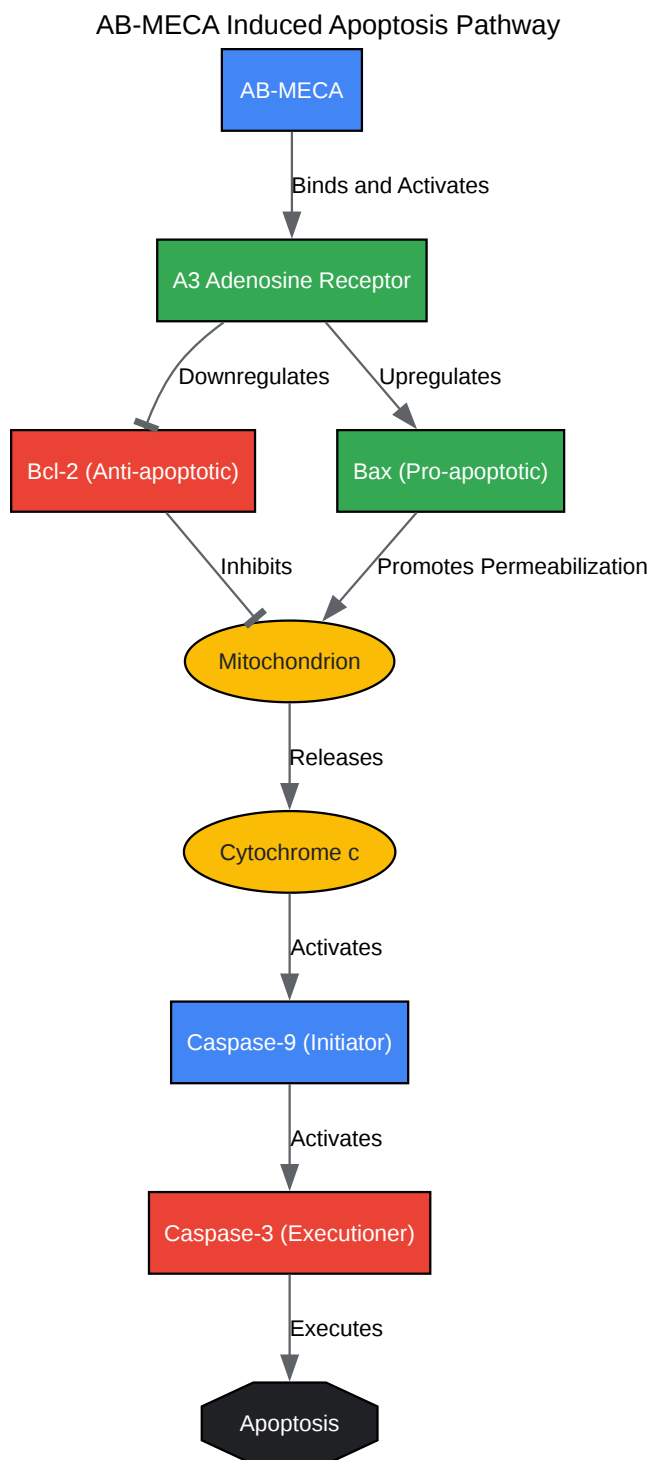 AB-MECA Induced Apoptosis Pathway
AB-MECA
Binds and Activates
A3 Adenosine Receptor
Downregulates
Upregulates
Bcl-2 (Anti-apoptotic)
Bax (Pro-apoptotic)
Inhibits
Promotes Permeabilization
Mitochondrion
Releases
Cytochrome c
Activates
Caspase-9 (Initiator)
Activates
Caspase-3 (Executioner)
Executes
Apoptosis